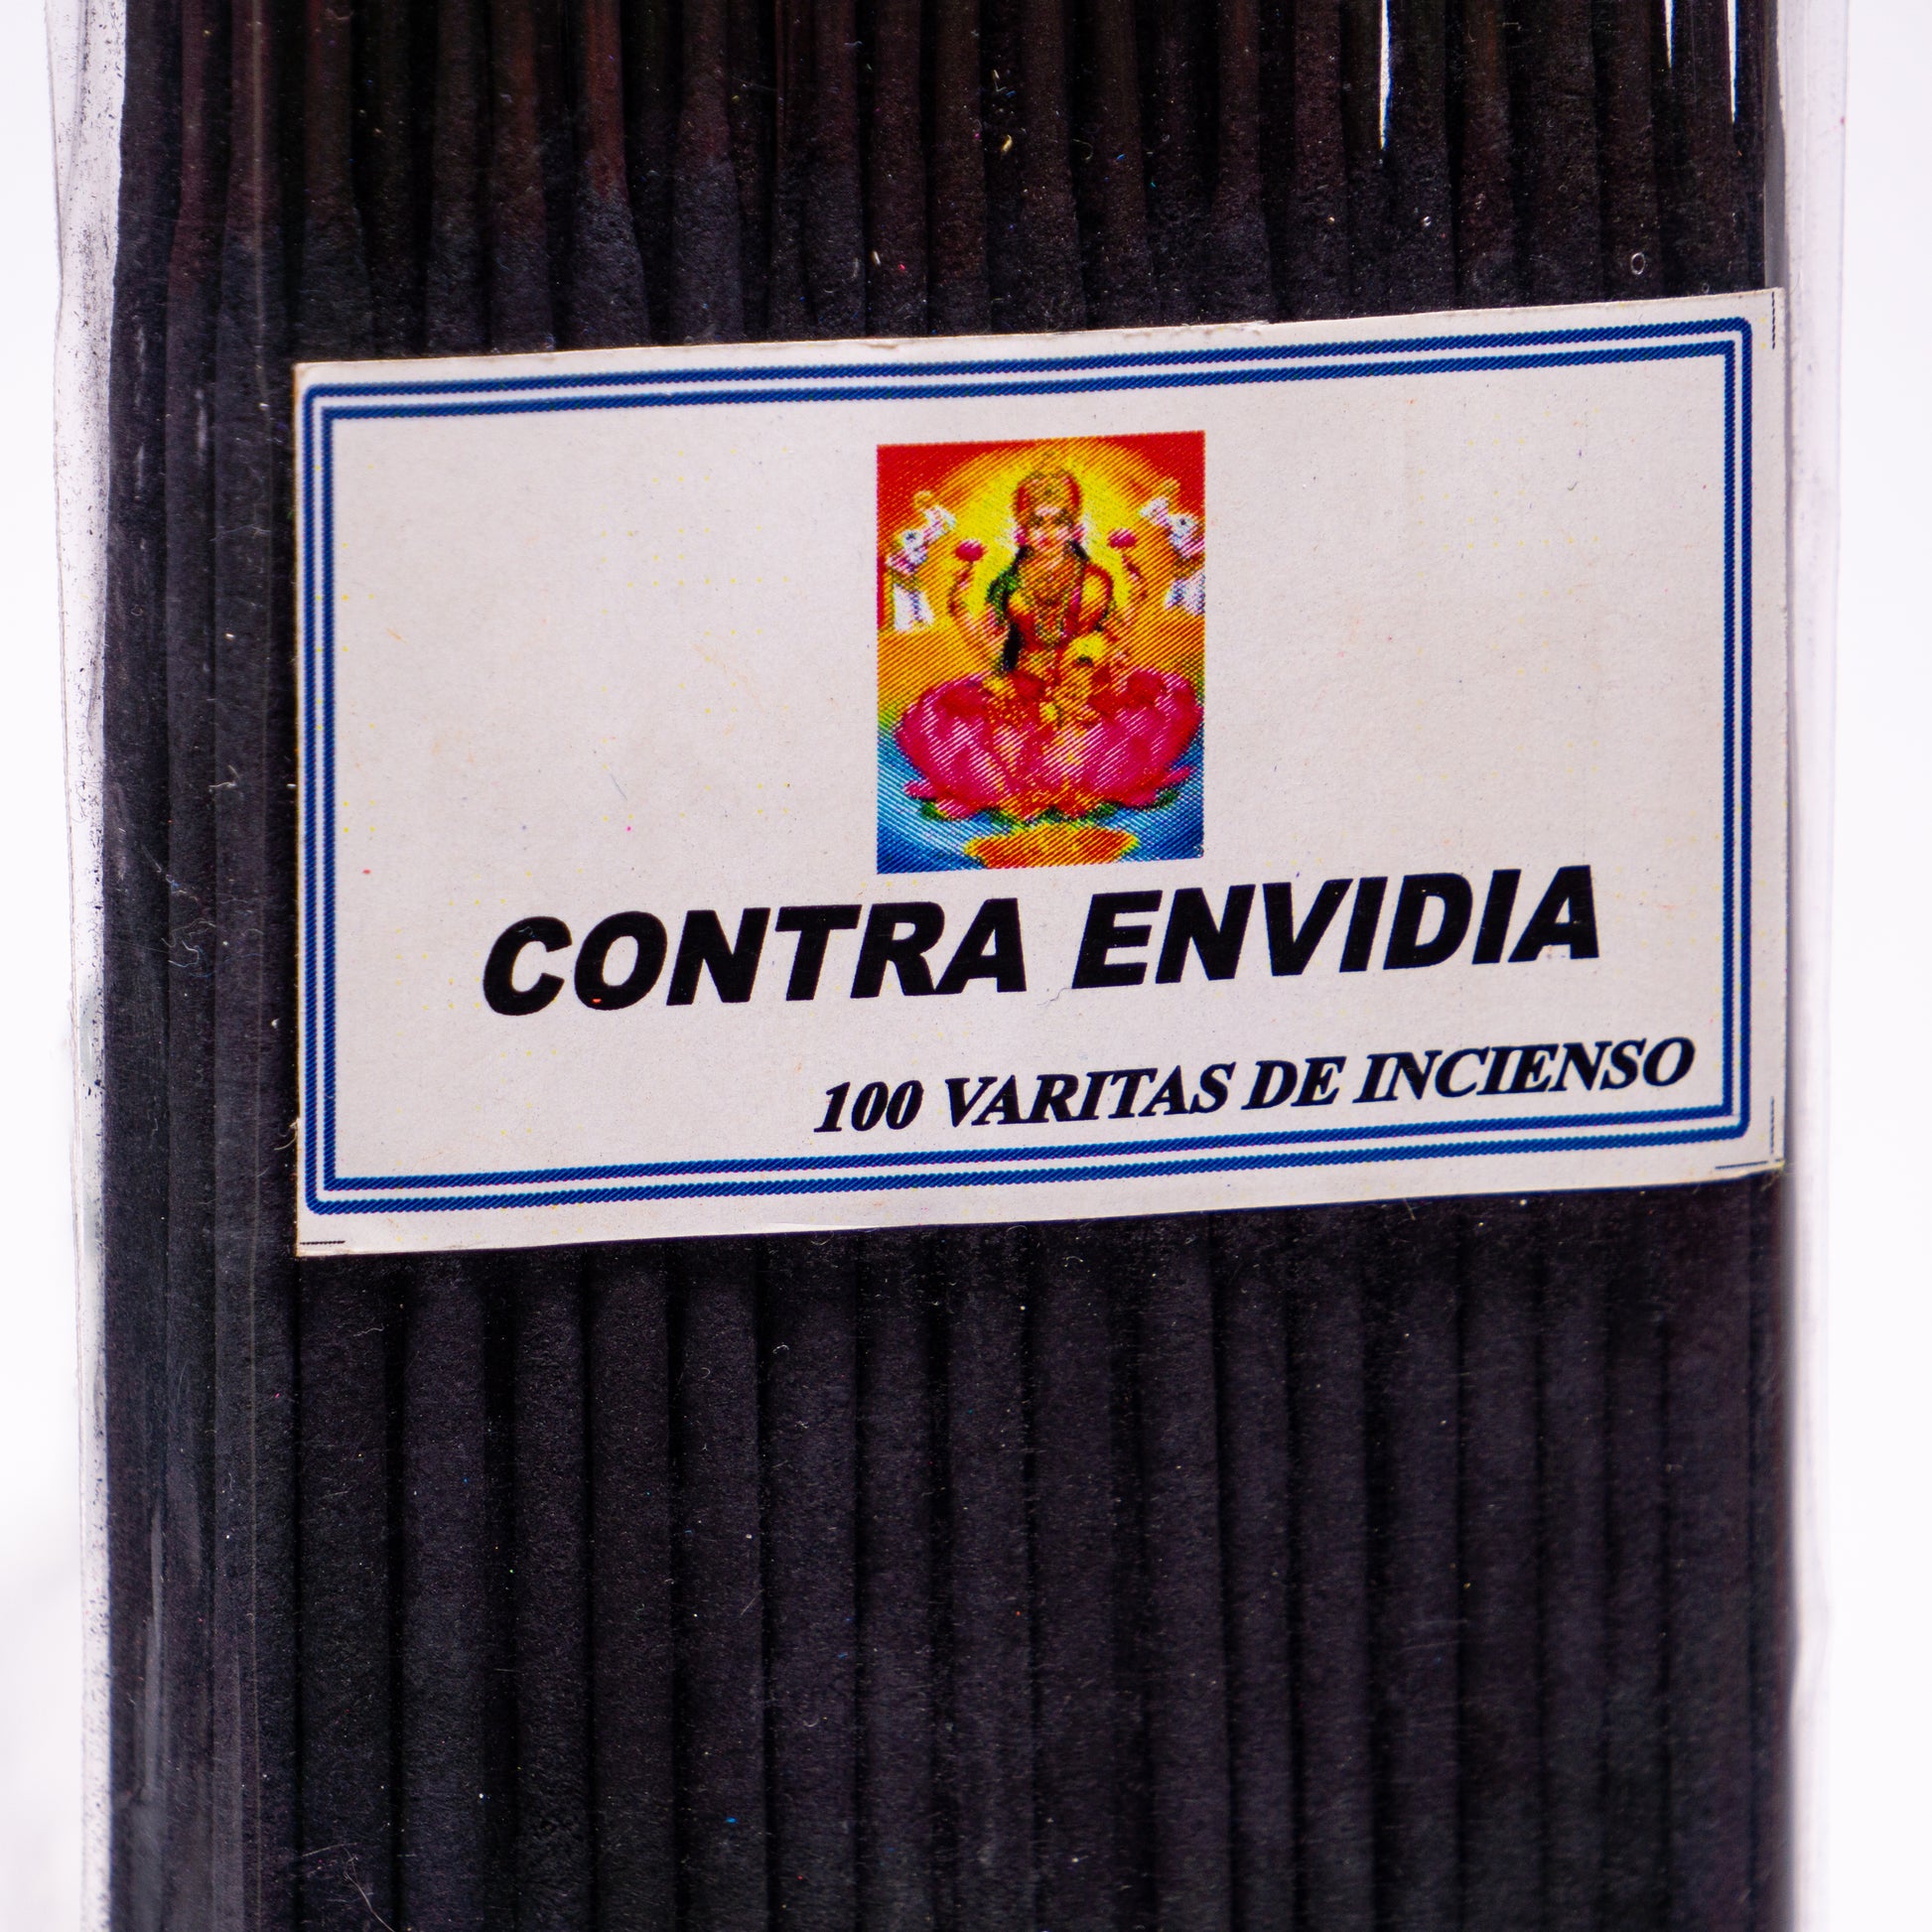 CONTRA ENVIDIA
100 VARITAS DE INCIENSO